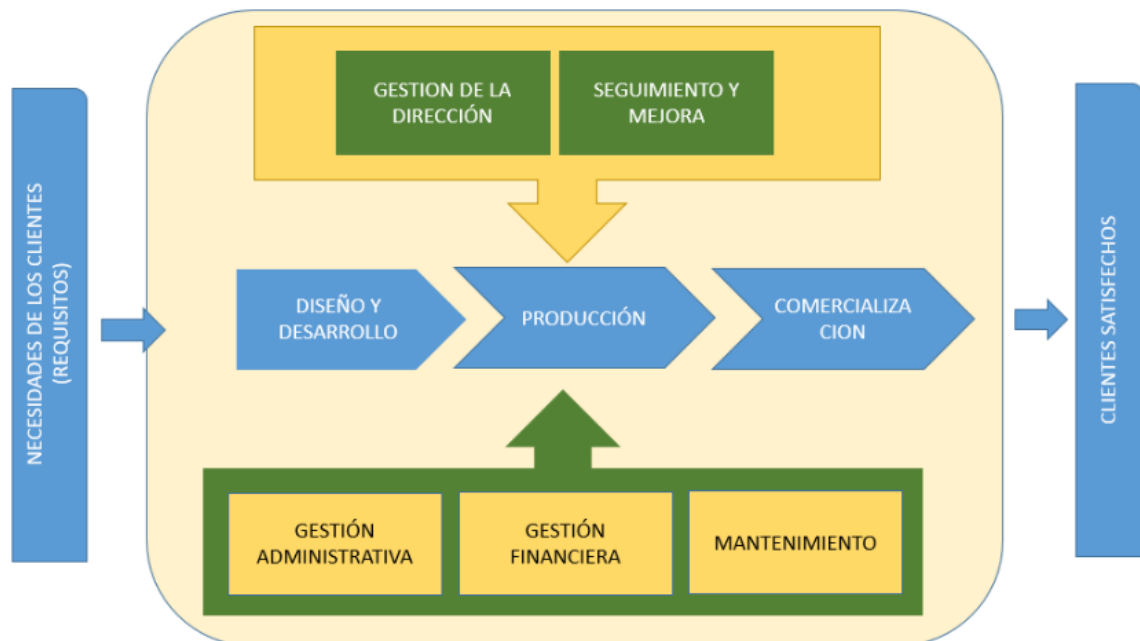 NECESIDADES DE LOS CLIENTES
(REQUISITOS)
GESTION DE LA
DIRECCIÓN
SEGUIMIENTO Y
MEJORA
DISEÑO Y
DESARROLLO
PRODUCCIÓN
COMERCIALIZA
CION
GESTIÓN
ADMINISTRATIVA
GESTIÓN
FINANCIERA
MANTENIMIENTO
CLIENTES SATISFECHOS